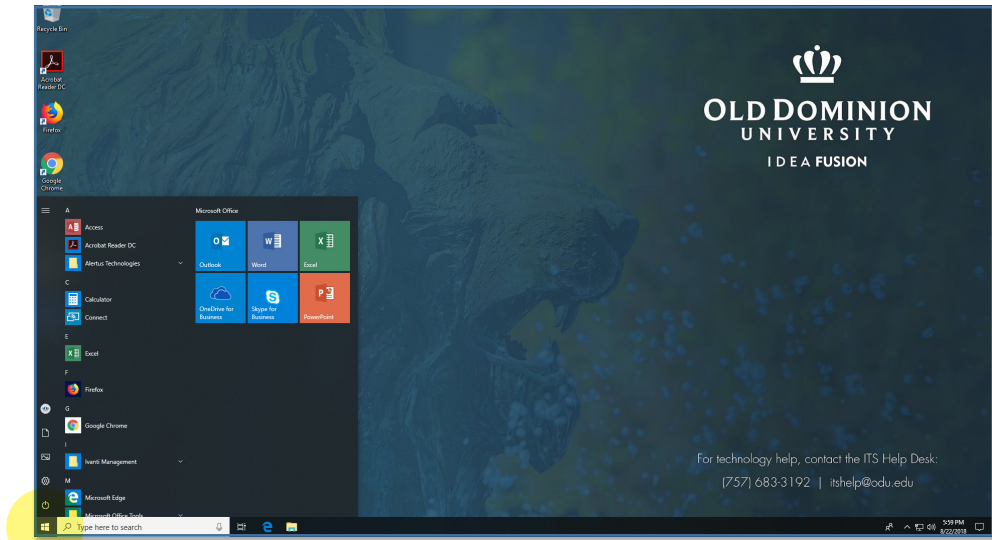 Recycle Bin
Acrobat
Reader DC
Firefox
Google
Chrome
OLD DOMINION
UNIVERSITY
IDEA FUSION
A
Access
Acrobat Reader DC
Alertus Technologies
C
Calculator
Connect
E
Excel
F
Firefox
G
Google Chrome
I
Ivanti Management
M
Microsoft Edge
Microsoft Office Tools
Microsoft Office
Outlook
Word
Excel
OneDrive for
Business
Skype for
Business
PowerPoint
For technology help, contact the ITS Help Desk:
(757) 683-3192 | itshelp@odu.edu
Type here to search
5:59 PM
8/22/2018